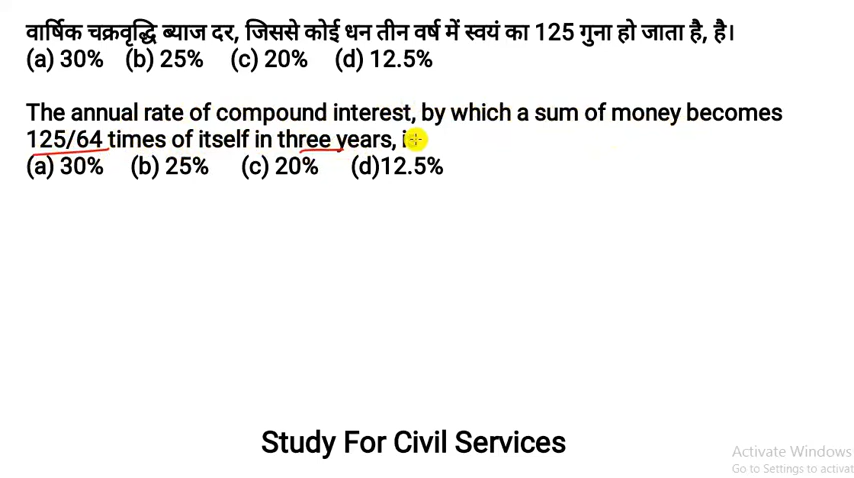 वार्षिक चक्रवृद्धि ब्याज दर, जिससे कोई धन तीन वर्ष में स्वयं का 125 गुना हो जाता है, है।
(a) 30% (b) 25% (c) 20% (d) 12.5%
The annual rate of compound interest, by which a sum of money becomes
125/64 times of itself in three years,
(a) 30% (b) 25% (c) 20% (d)12.5%
Study For Civil Services
Activate Windows
Go to Settings to activat